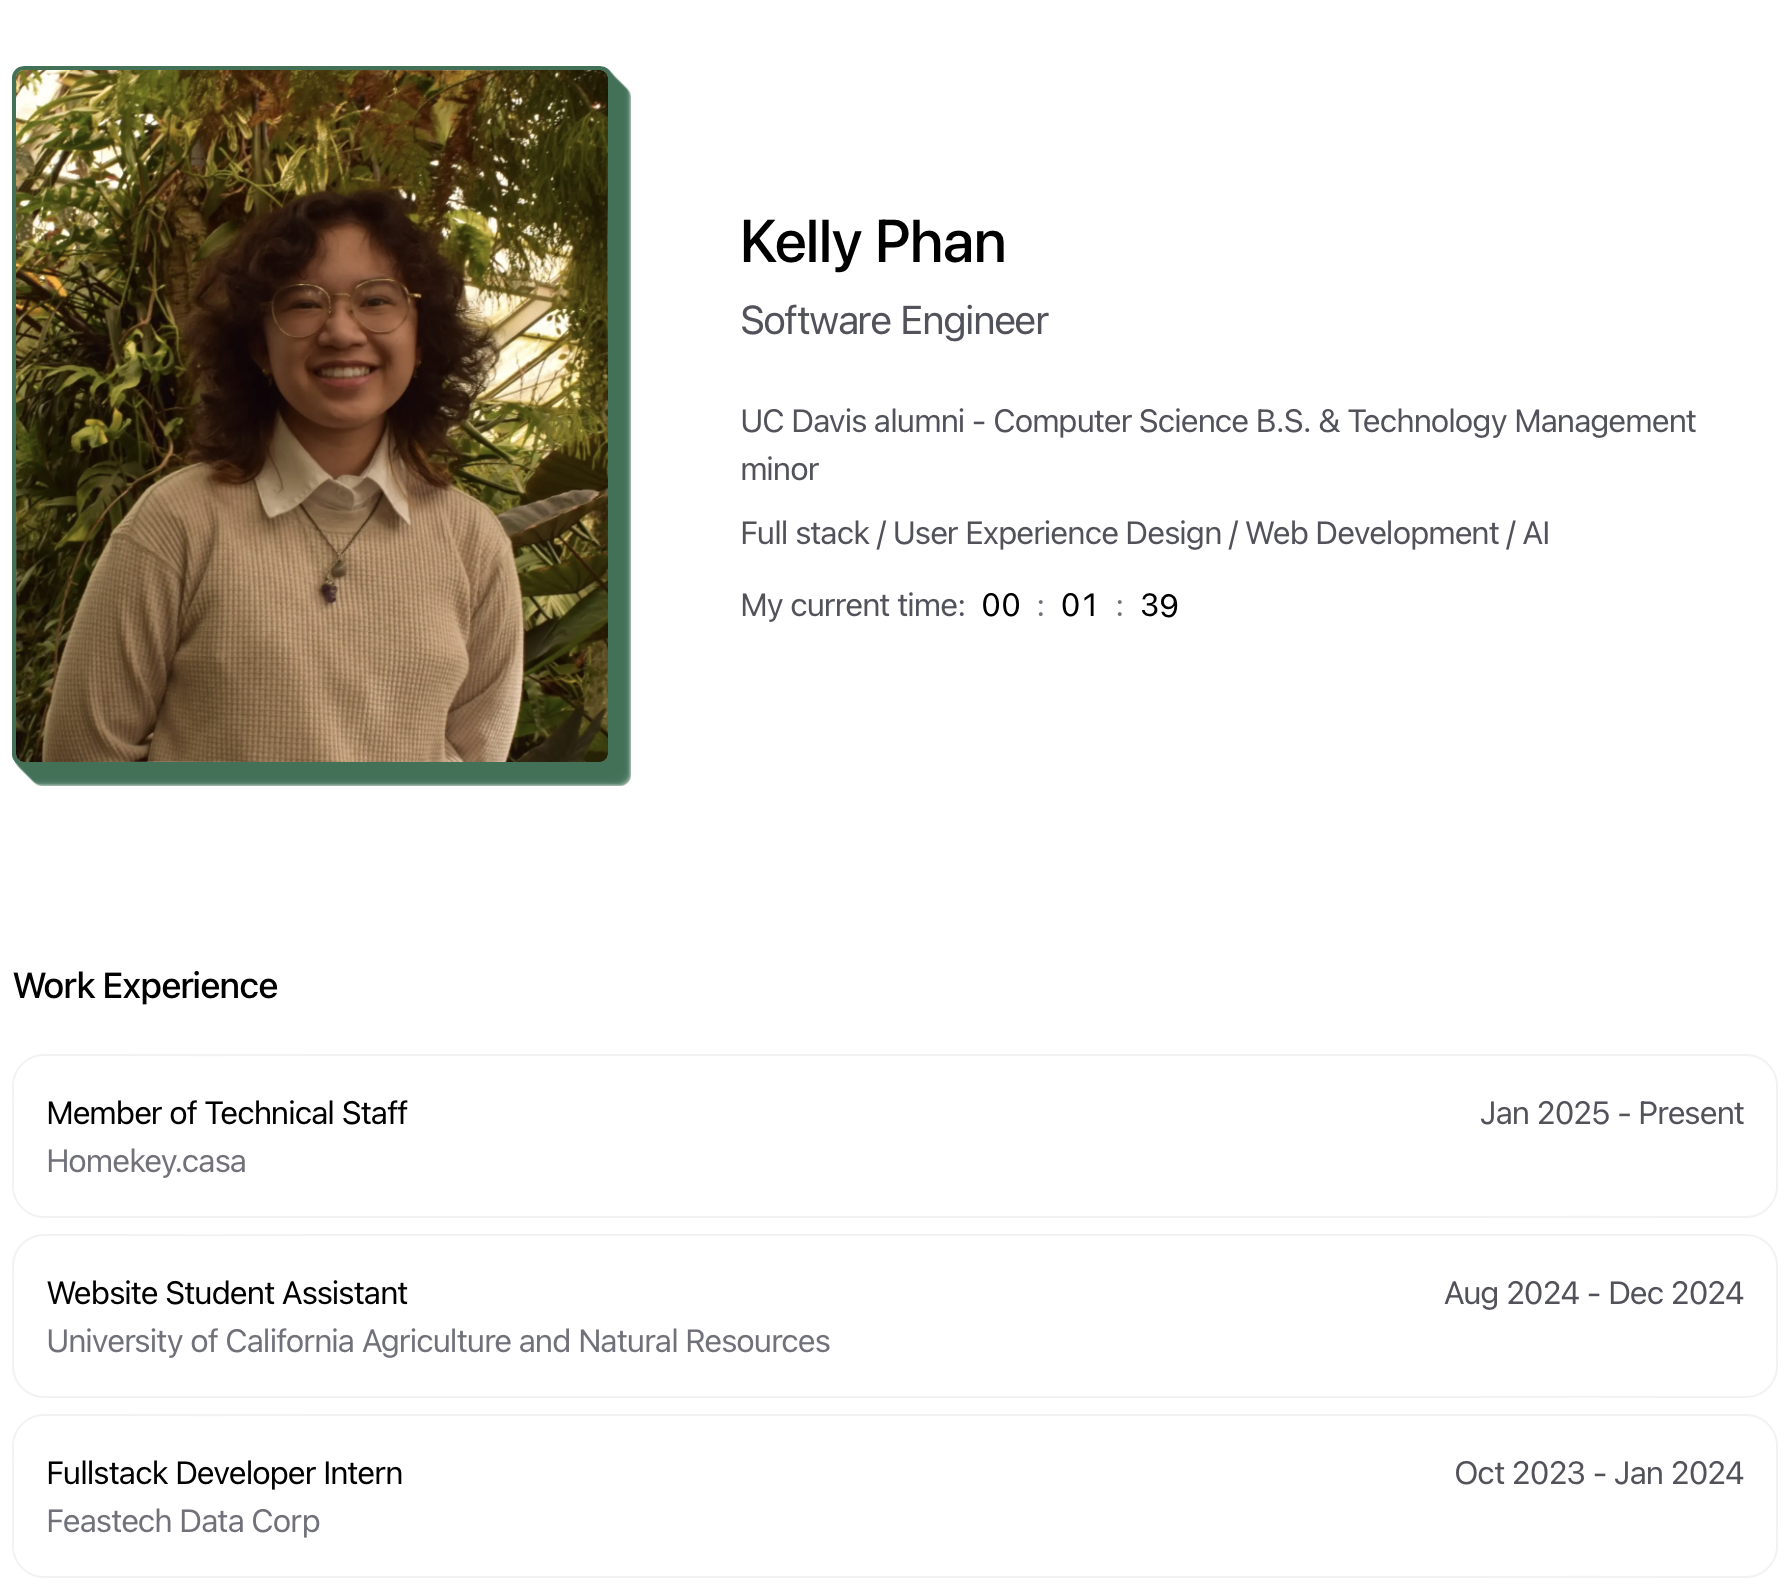 Kelly Phan
Software Engineer
UC Davis alumni - Computer Science B.S. & Technology Management
minor
Full stack / User Experience Design / Web Development / AI
My current time: 00 : 01 : 39
Work Experience
Member of Technical Staff
Jan 2025 - Present
Homekey.casa
Website Student Assistant
Aug 2024 - Dec 2024
University of California Agriculture and Natural Resources
Fullstack Developer Intern
Oct 2023 - Jan 2024
Feastech Data Corp